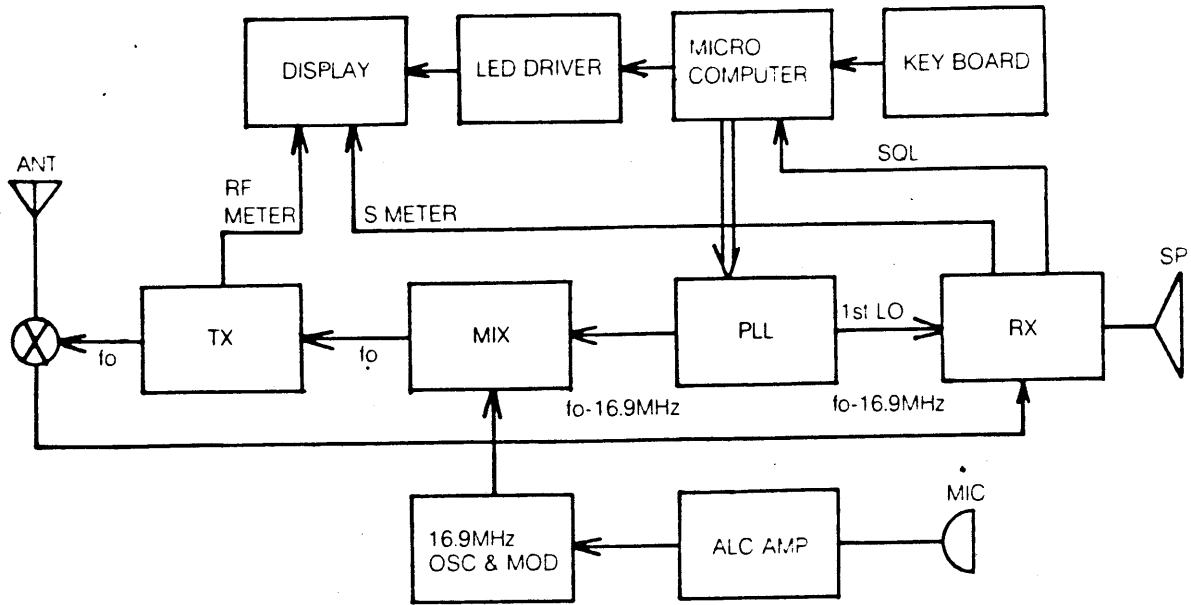 DISPLAY
LED DRIVER
MICRO
COMPUTER
KEY BOARD
ANT
RF
METER
S METER
SQL
SP
TX
MIX
PLL
1st LO
RX
fo
fo
fo-16.9MHz
fo-16.9MHz
16.9MHz
OSC & MOD
ALC AMP
MIC